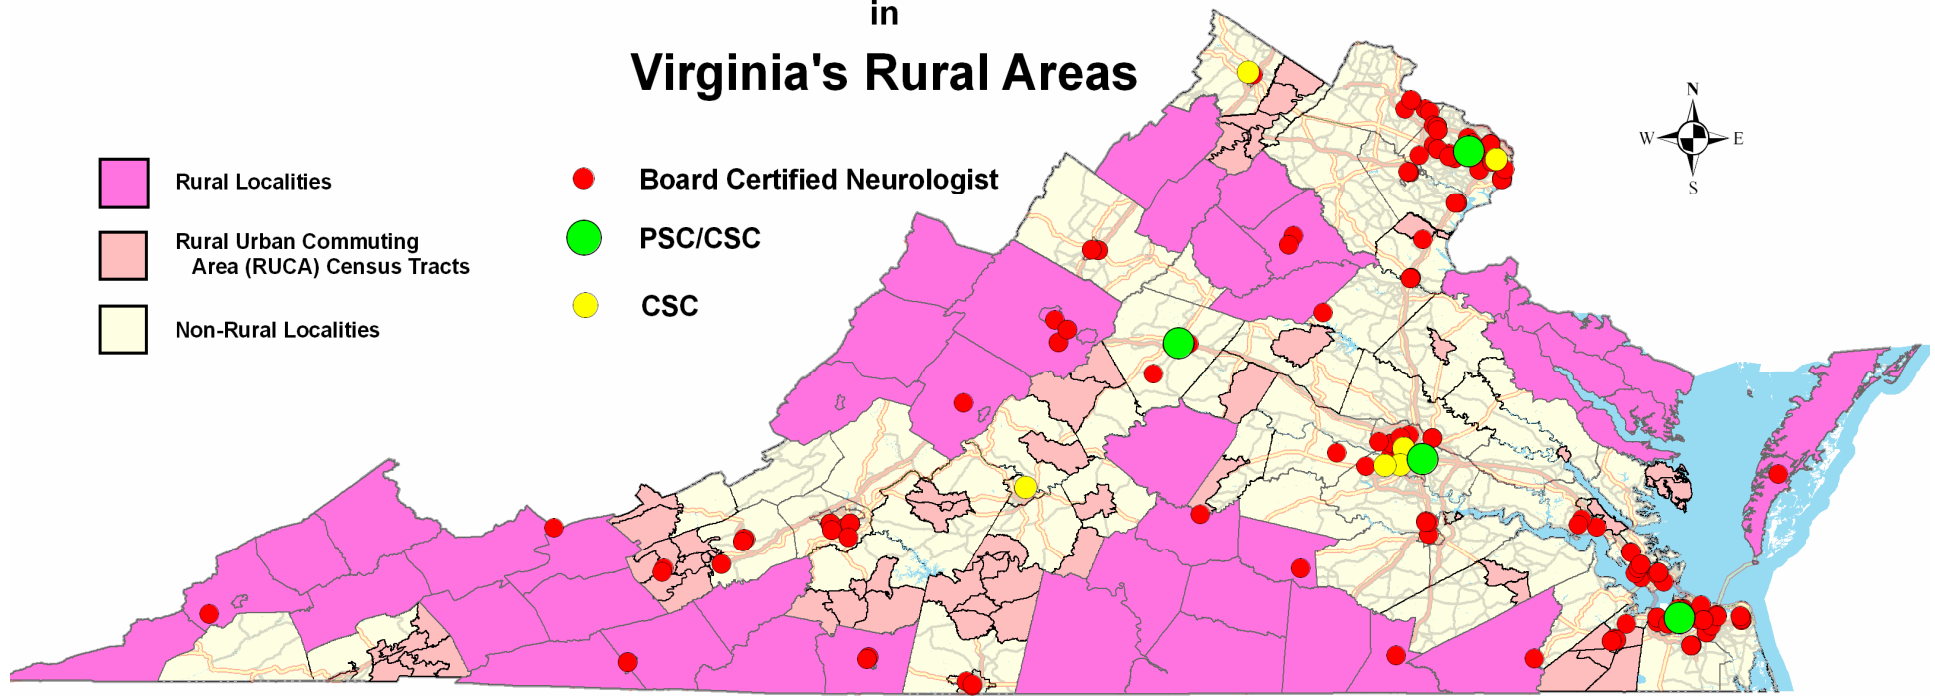 in
Virginia's Rural Areas
Rural Localities
Rural Urban Commuting
Area (RUCA) Census Tracts
Non-Rural Localities
Board Certified Neurologist
PSC/CSC
CSC
N
W E
S